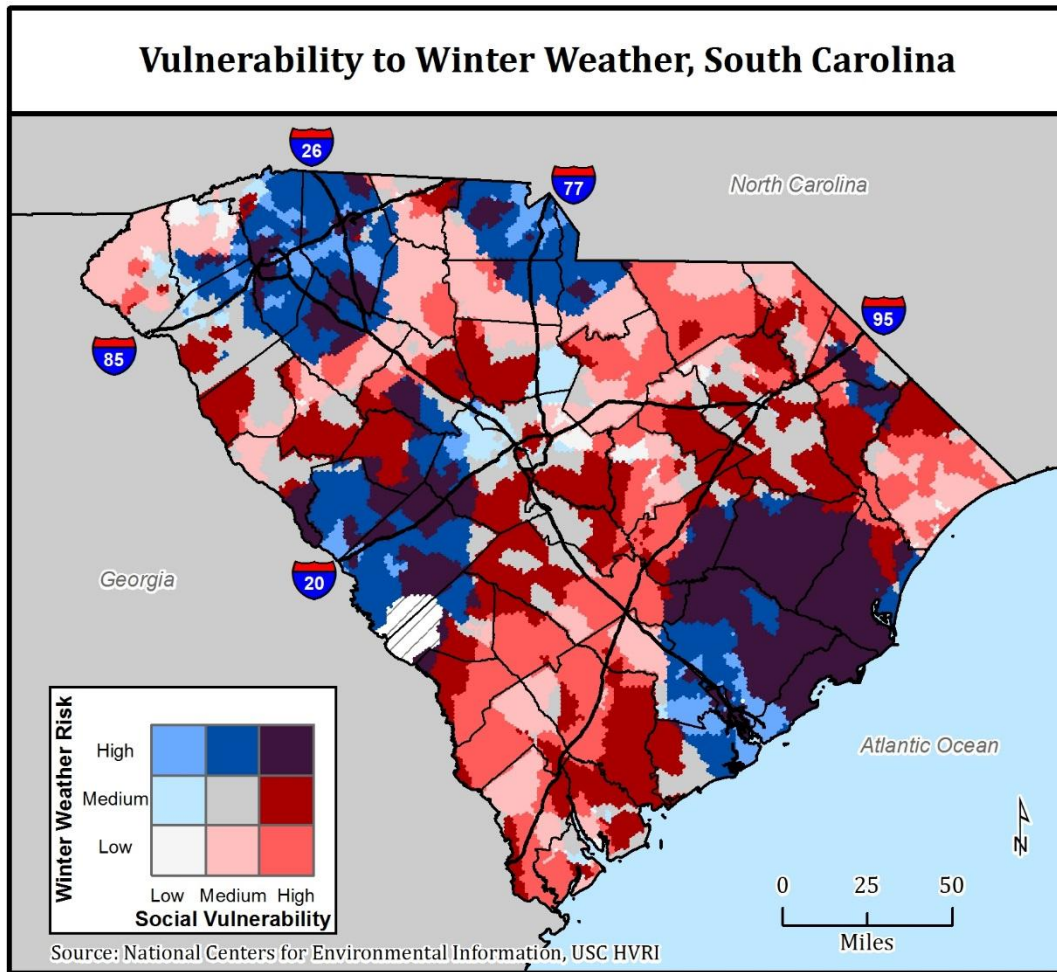 Vulnerability to Winter Weather, South Carolina
26
77
North Carolina
95
85
20
Georgia
Atlantic Ocean
Winter Weather Risk
High
Medium
Low
Low Medium High
Social Vulnerability
N
0 25 50
Miles
Source: National Centers for Environmental Information, USC HVRI